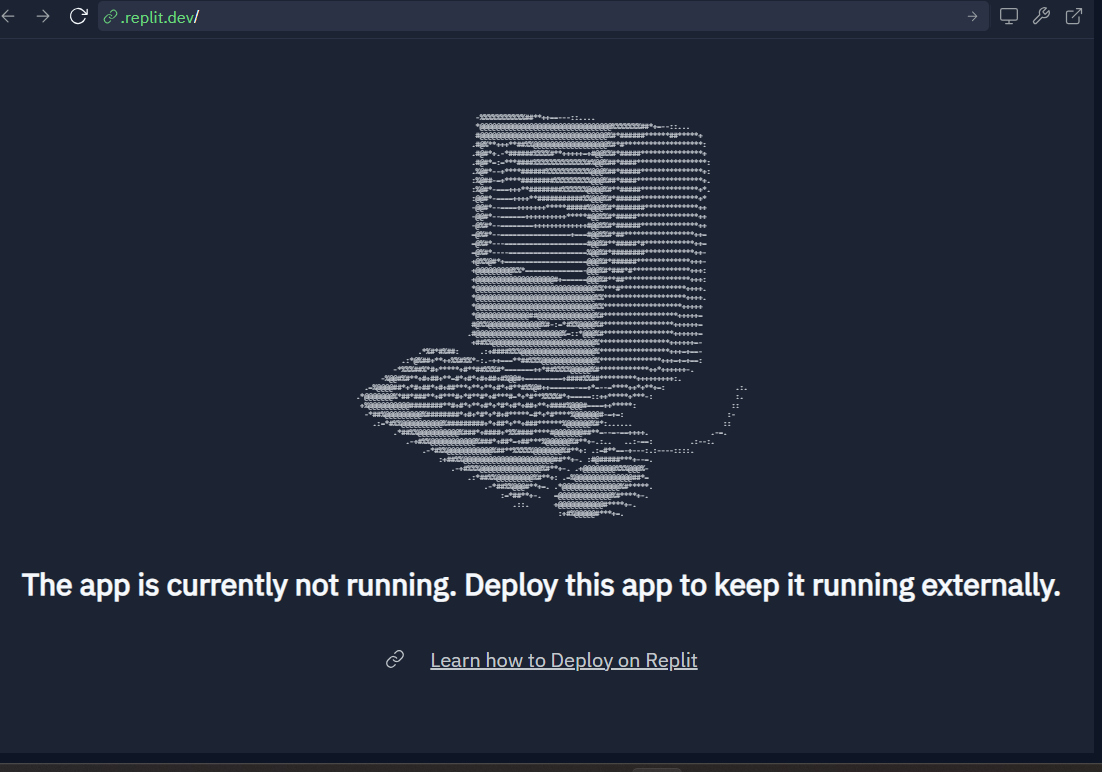 .replit.dev/
The app is currently not running. Deploy this app to keep it running externally.
Learn how to Deploy on Replit